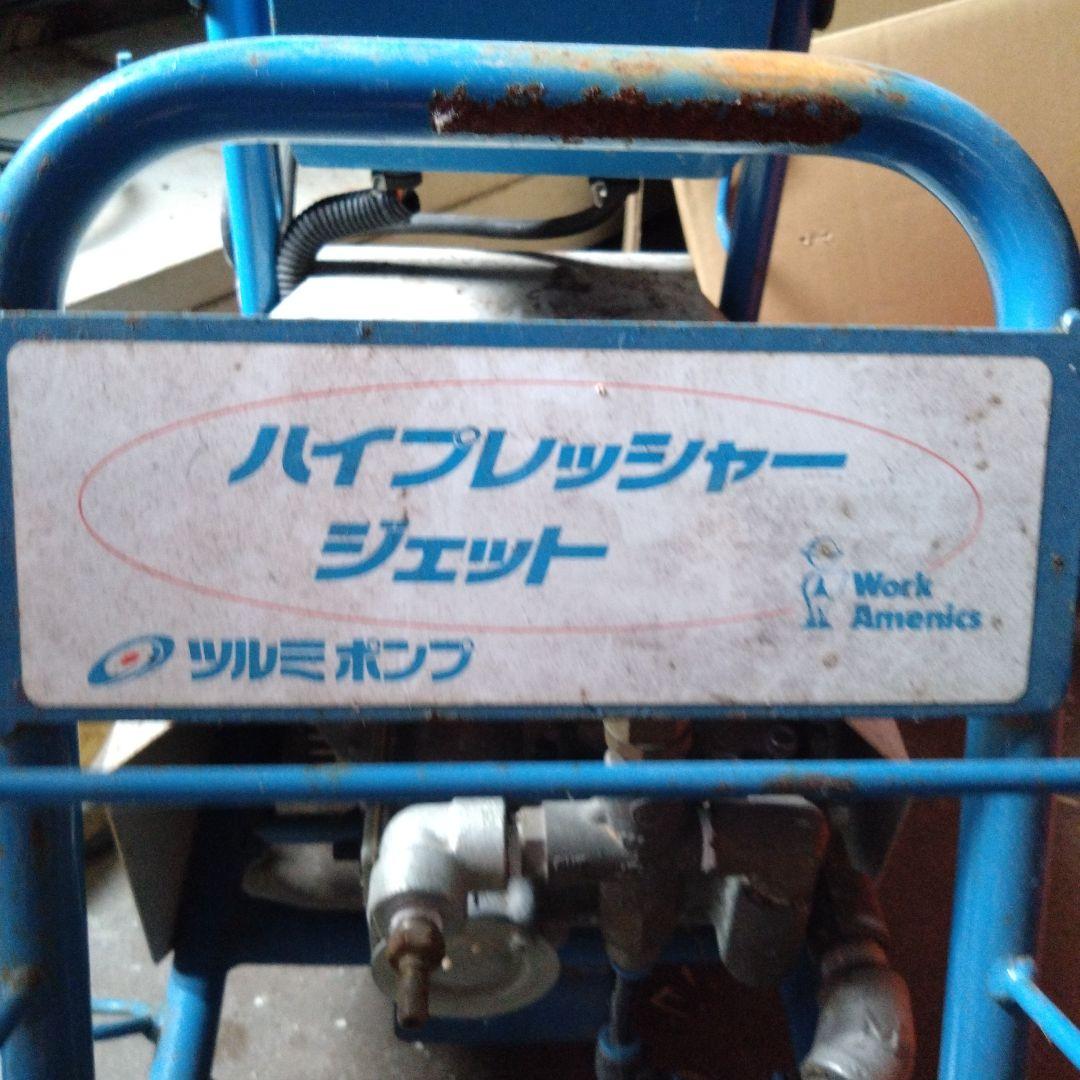 ハイプレッシャー
ジェット
Work
Amenics
ツルミポンプ